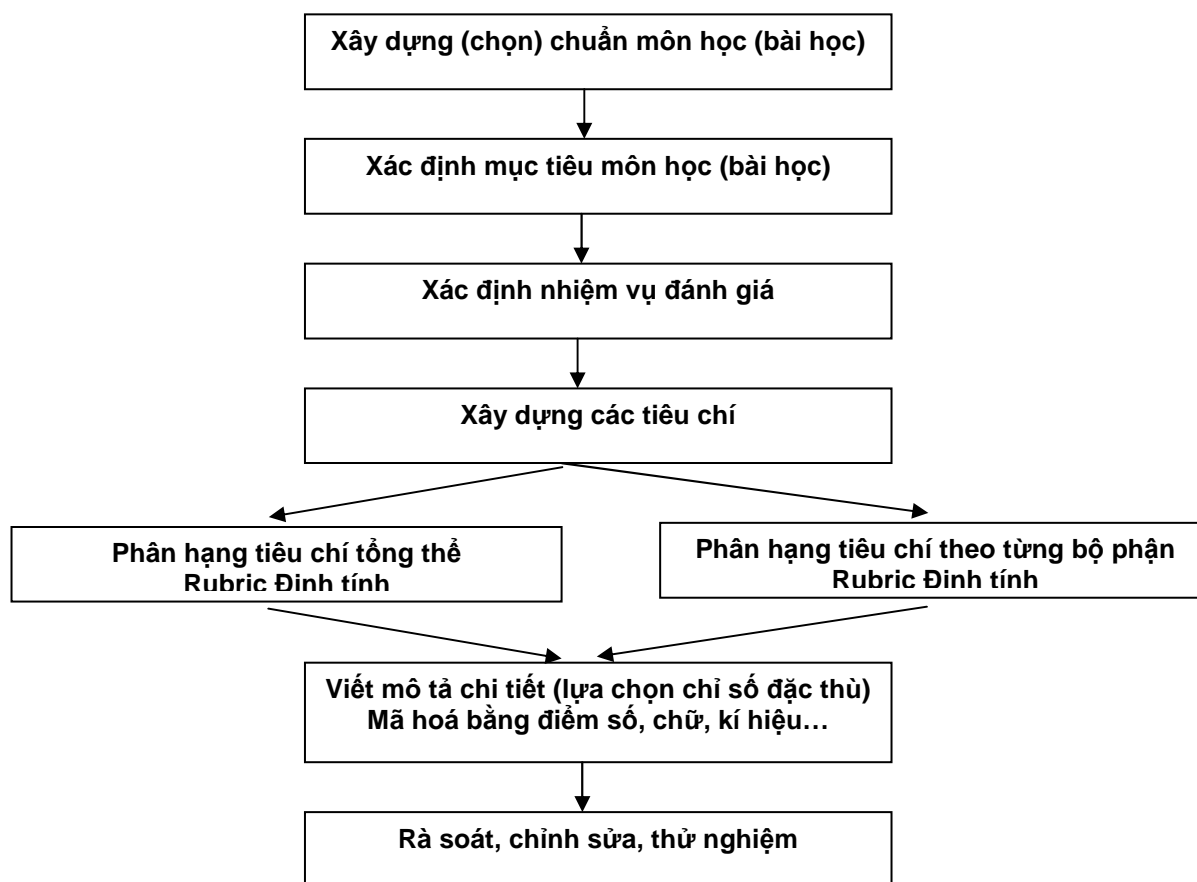 Xây dựng (chọn) chuẩn môn học (bài học)
Xác định mục tiêu môn học (bài học)
Xác định nhiệm vụ đánh giá
Xây dựng các tiêu chí
Phân hạng tiêu chí tổng thể
Rubric Định tính
Phân hạng tiêu chí theo từng bộ phận
Rubric Định tính
Viết mô tả chi tiết (lựa chọn chỉ số đặc thù)
Mã hoá bằng điểm số, chữ, kí hiệu…
Rà soát, chỉnh sửa, thử nghiệm